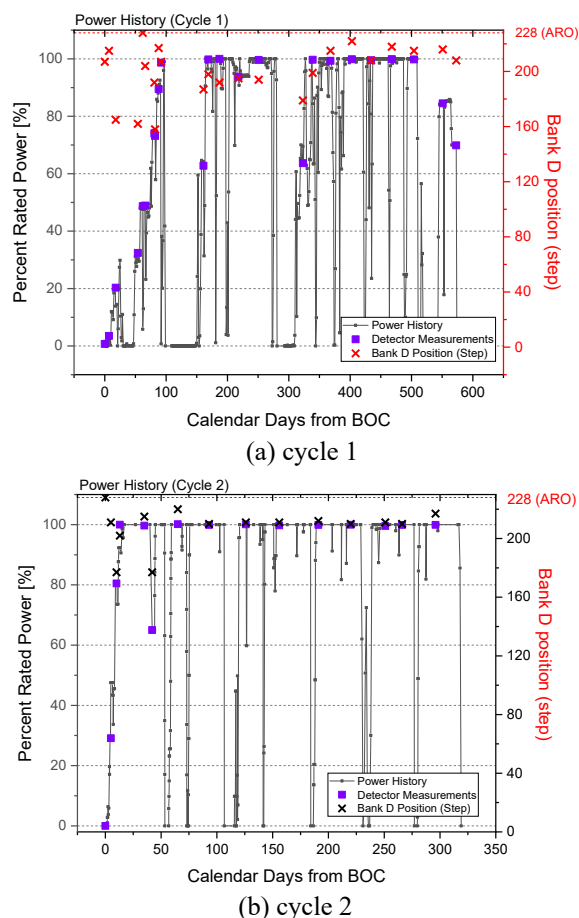 Power History (Cycle 1)
228 (ARO)
100
80
60
40
20
0
Percent Rated Power [%]
200
160
120
80
40
0
Bank D position (step)
Power History
Detector Measurements
Bank D Position (Step)
0 100 200 300 400 500 600
Calendar Days from BOC
(a) cycle 1
Power History (Cycle 2)
228 (ARO)
100
80
60
40
20
0
Percent Rated Power [%]
200
160
120
80
40
0
Bank D position (step)
Power History
Detector Measurements
Bank D Position (Step)
0 50 100 150 200 250 300 350
Calendar Days from BOC
(b) cycle 2